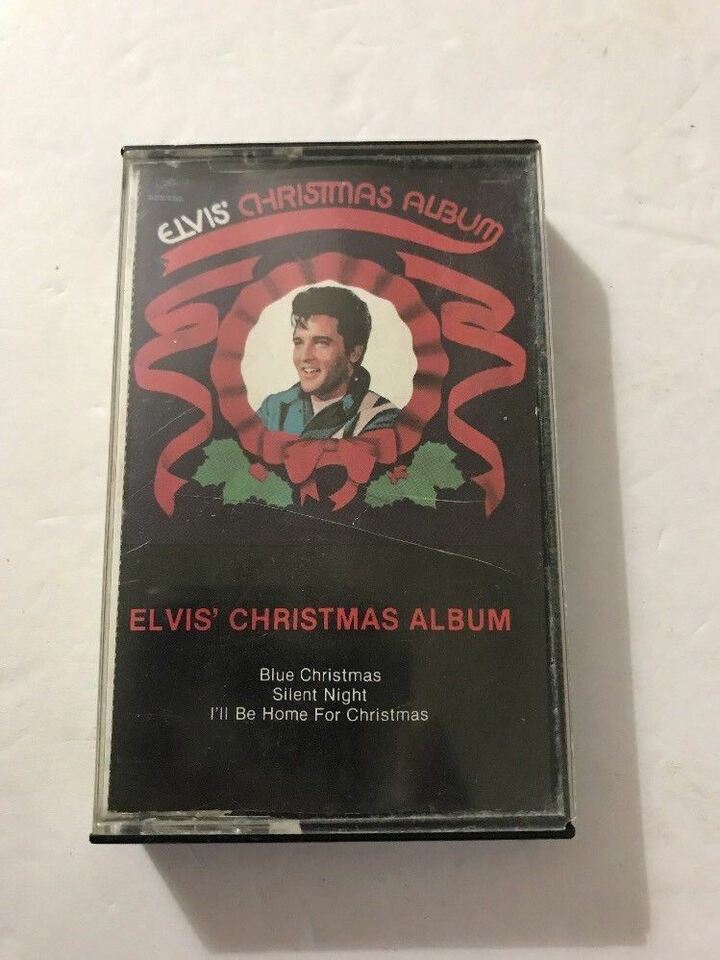 ELVIS' CHRISTMAS ALBUM
ELVIS' CHRISTMAS ALBUM
Blue Christmas
Silent Night
I'll Be Home For Christmas